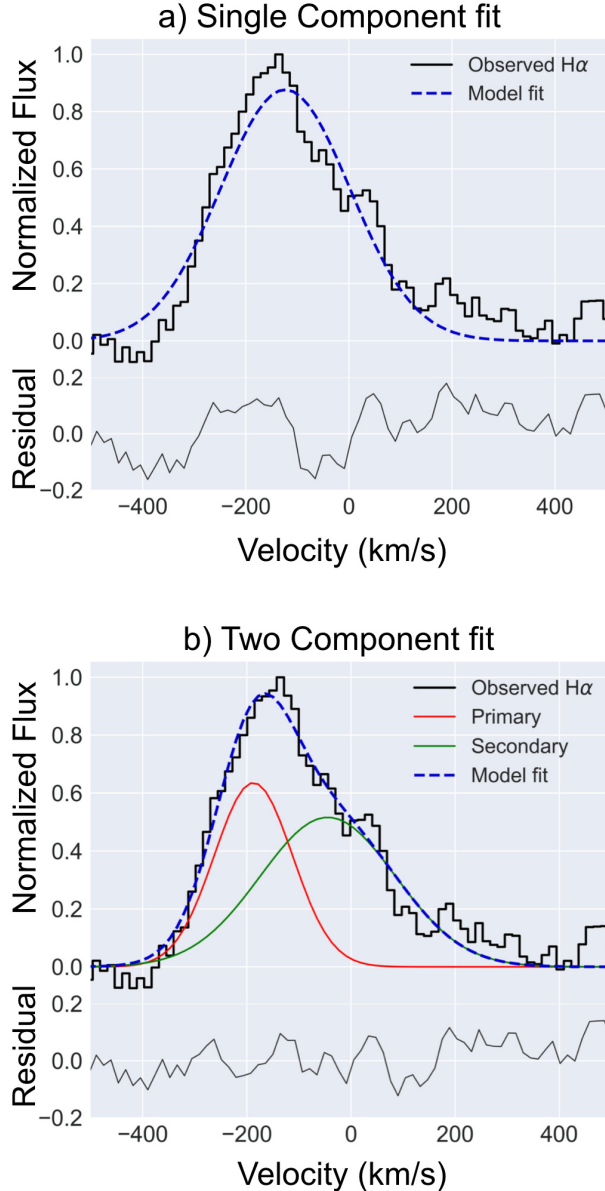 a) Single Component fit
Normalized Flux
1.0
0.8
0.6
0.4
0.2
0.0
Observed Hα
Model fit
Residual
0.2
0.0
−0.2
−400
−200
0
200
400
Velocity (km/s)
b) Two Component fit
Normalized Flux
1.0
0.8
0.6
0.4
0.2
0.0
Observed Hα
Primary
Secondary
Model fit
Residual
0.2
0.0
−0.2
−400
−200
0
200
400
Velocity (km/s)